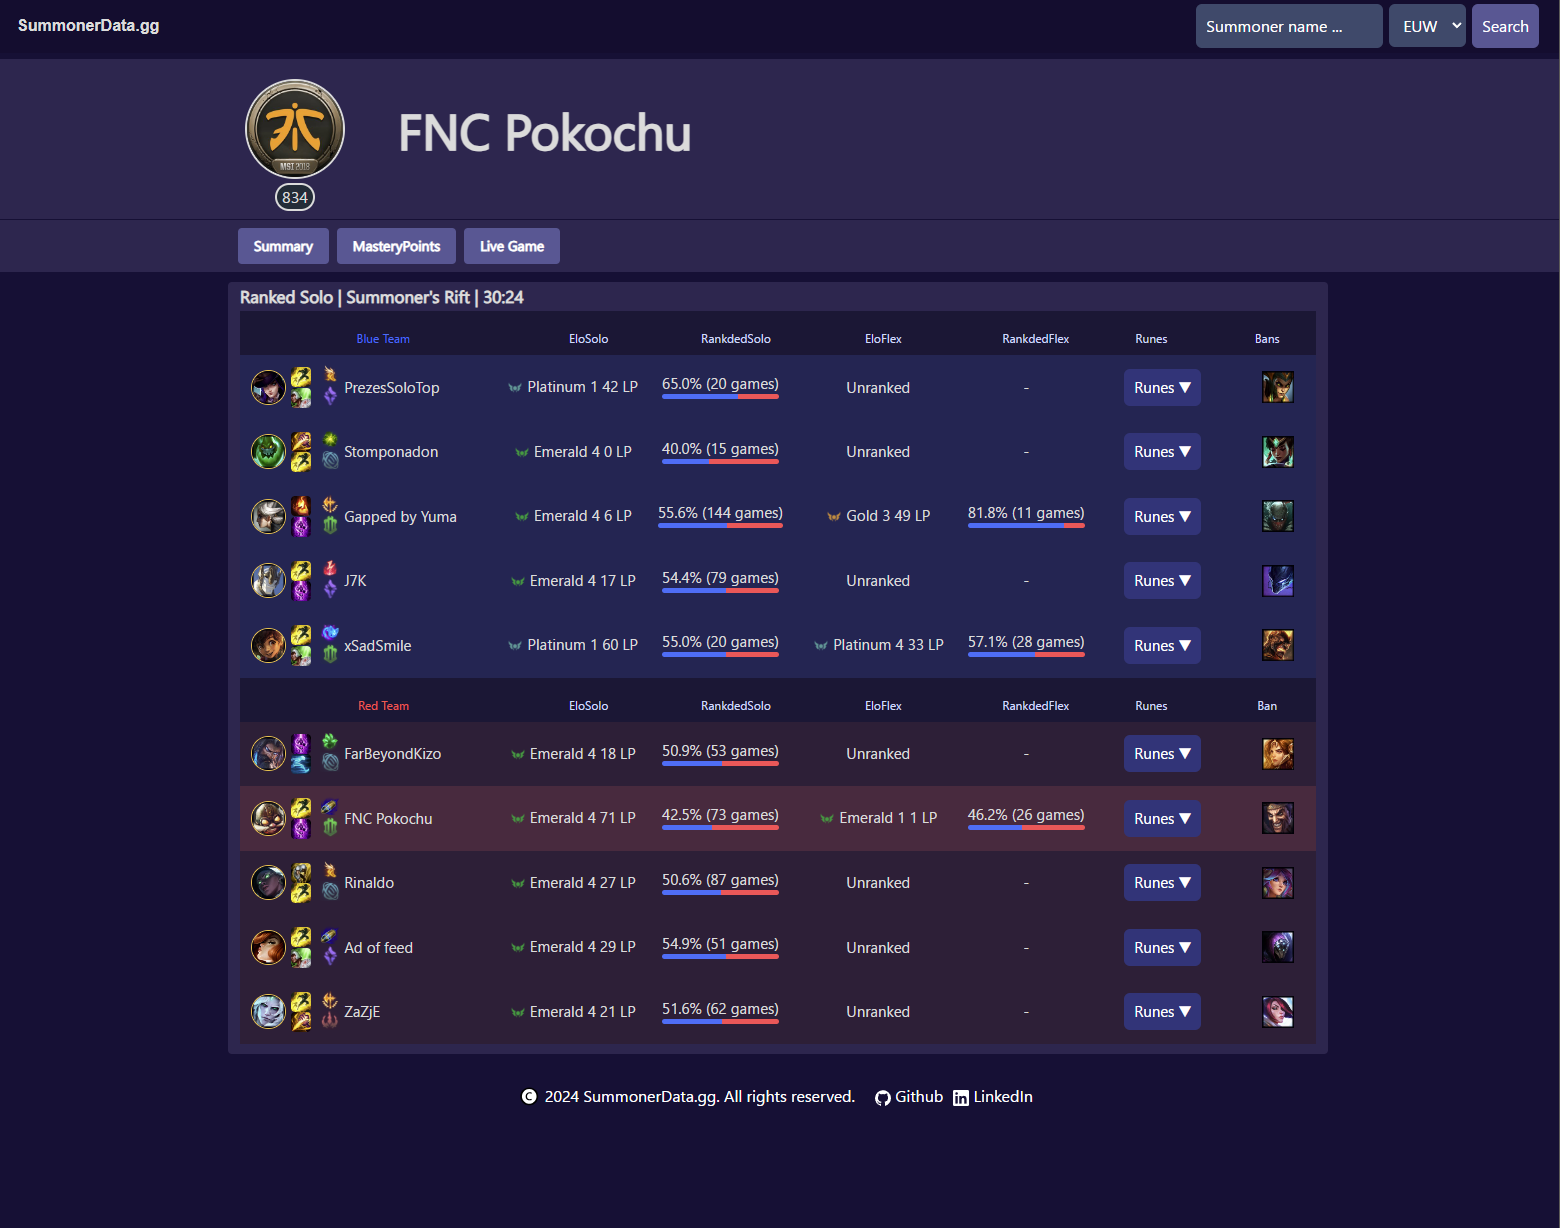 SummonerData.gg
Summoner name ... EUW Search
MSI 2018
FNC Pokochu
834
Summary MasteryPoints Live Game
Ranked Solo | Summoner's Rift | 30:24
Blue Team EloSolo RankdedSolo EloFlex RankdedFlex Runes Bans
PrezesSoloTop Platinum 1 42 LP 65.0% (20 games) Unranked - Runes ▼
Stomponadon Emerald 4 0 LP 40.0% (15 games) Unranked - Runes ▼
Gapped by Yuma Emerald 4 6 LP 55.6% (144 games) Gold 3 49 LP 81.8% (11 games) Runes ▼
J7K Emerald 4 17 LP 54.4% (79 games) Unranked - Runes ▼
xSadSmile Platinum 1 60 LP 55.0% (20 games) Platinum 4 33 LP 57.1% (28 games) Runes ▼
Red Team EloSolo RankdedSolo EloFlex RankdedFlex Runes Ban
FarBeyondKizo Emerald 4 18 LP 50.9% (53 games) Unranked - Runes ▼
FNC Pokochu Emerald 4 71 LP 42.5% (73 games) Emerald 1 1 LP 46.2% (26 games) Runes ▼
Rinaldo Emerald 4 27 LP 50.6% (87 games) Unranked - Runes ▼
Ad of feed Emerald 4 29 LP 54.9% (51 games) Unranked - Runes ▼
ZaZjE Emerald 4 21 LP 51.6% (62 games) Unranked - Runes ▼
© 2024 SummonerData.gg. All rights reserved. Github LinkedIn